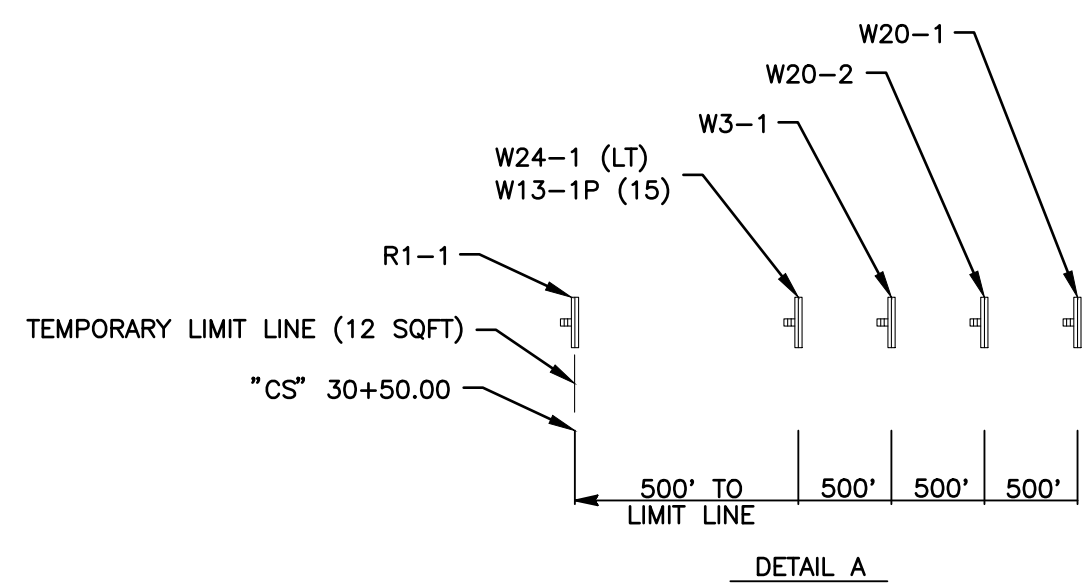 W20-1
W20-2
W3-1
W24-1 (LT)
W13-1P (15)
R1-1
TEMPORARY LIMIT LINE (12 SQFT)
"CS" 30+50.00
500' TO
LIMIT LINE
500'
500'
500'
DETAIL A